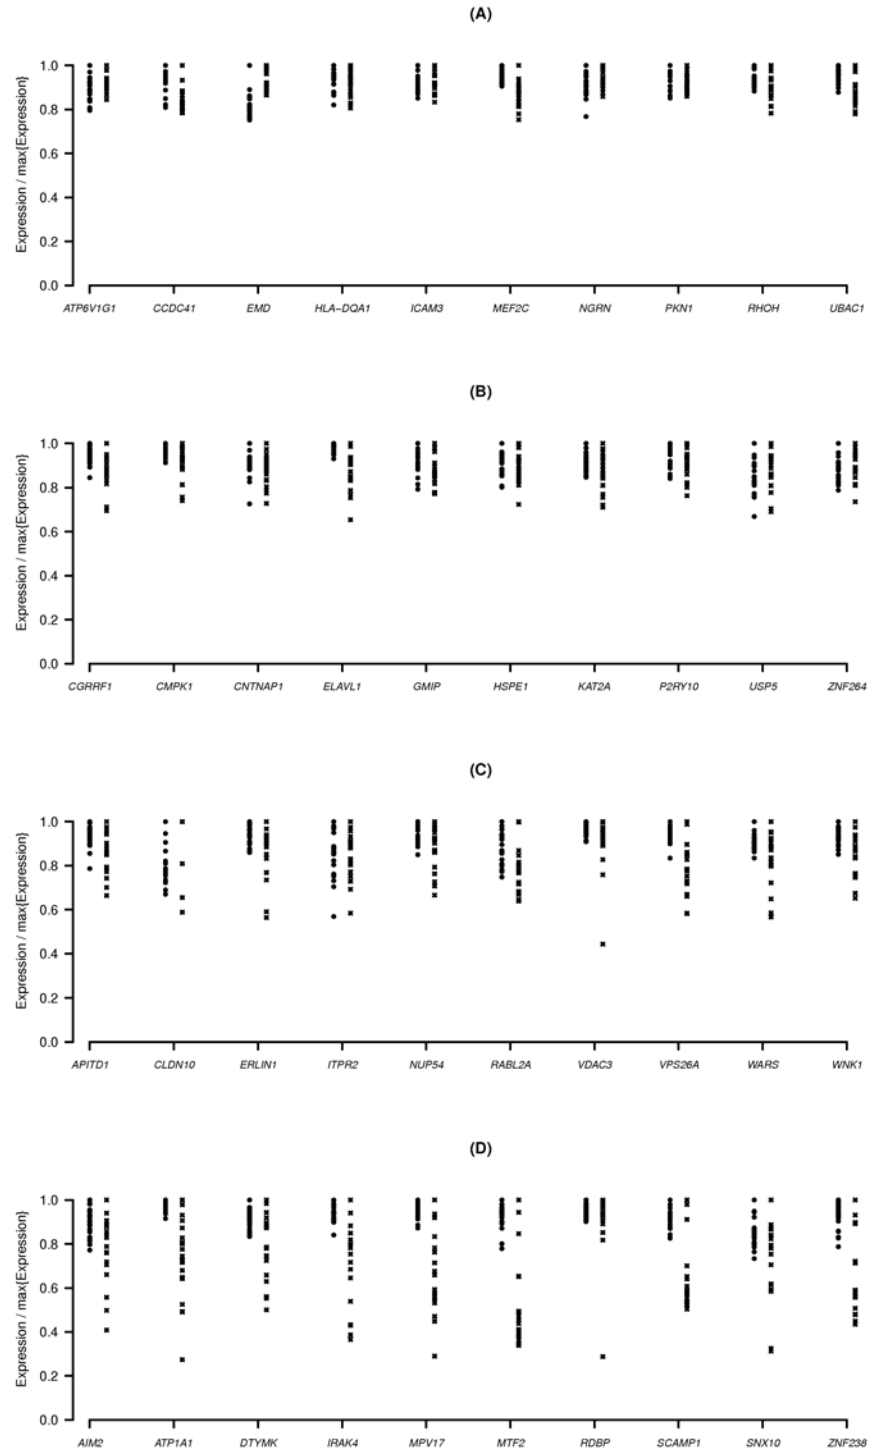 (A)
Expression / max{Expression}
1.0
0.8
0.6
0.4
0.2
0.0
ATP6V1G1 CCDC41 EMD HLA−DQA1 ICAM3 MEF2C NGRN PKN1 RHOH UBAC1
(B)
Expression / max{Expression}
1.0
0.8
0.6
0.4
0.2
0.0
CGRRF1 CMPK1 CNTNAP1 ELAVL1 GMIP HSPE1 KAT2A P2RY10 USP5 ZNF264
(C)
Expression / max{Expression}
1.0
0.8
0.6
0.4
0.2
0.0
APITD1 CLDN10 ERLIN1 ITPR2 NUP54 RABL2A VDAC3 VPS26A WARS WNK1
(D)
Expression / max{Expression}
1.0
0.8
0.6
0.4
0.2
0.0
AIM2 ATP1A1 DTYMK IRAK4 MPV17 MTF2 RDBP SCAMP1 SNX10 ZNF238